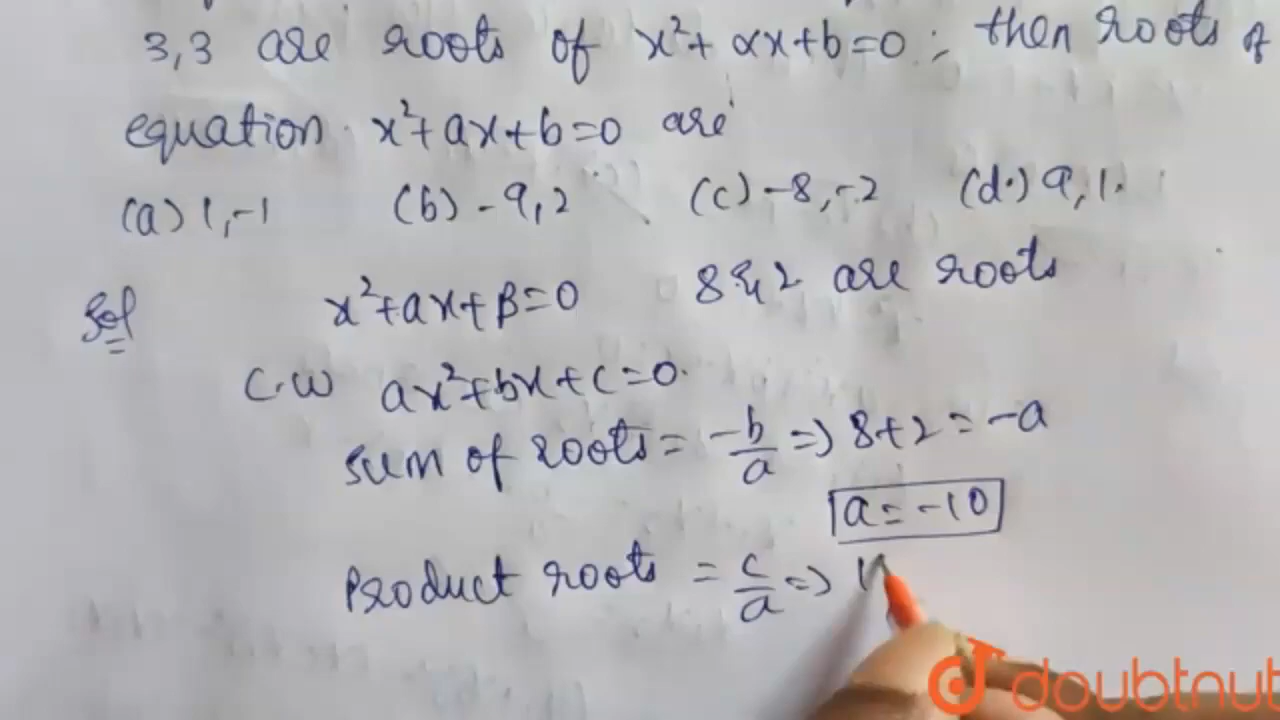 3,3 are roots of x²+αx+b=0; then roots of
equation x²+ax+b=0 are
(a) 1,-1 (b) -9,2 (c) -8,-2 (d.) 9,1.
Sol x²+ax+β=0 8 & 2 are roots
C.W ax²+bx+c=0.
sum of roots = -b/a => 8+2=-a
a=-10
Product roots = c/a =>
doubtnut